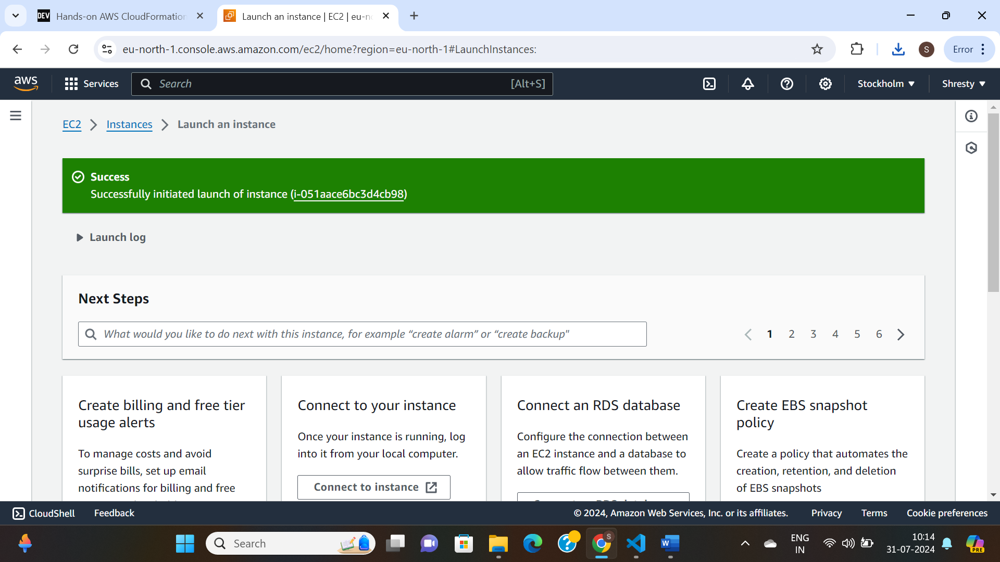 DEV
Hands-on AWS CloudFormation
Launch an instance | EC2 | eu-no
eu-north-1.console.aws.amazon.com/ec2/home?region=eu-north-1#LaunchInstances:
S
Error
aws
Services
Search
[Alt+S]
Stockholm
Shresty
EC2
Instances
Launch an instance
Success
Successfully initiated launch of instance (i-051aace6bc3d4cb98)
Launch log
Next Steps
What would you like to do next with this instance, for example “create alarm” or “create backup"
1 2 3 4 5 6
Create billing and free tier
usage alerts
To manage costs and avoid
surprise bills, set up email
notifications for billing and free
Connect to your instance
Once your instance is running, log
into it from your local computer.
Connect to instance
Connect an RDS database
Configure the connection between
an EC2 instance and a database to
allow traffic flow between them.
Create EBS snapshot
policy
Create a policy that automates the
creation, retention, and deletion
of EBS snapshots
CloudShell
Feedback
© 2024, Amazon Web Services, Inc. or its affiliates.
Privacy
Terms
Cookie preferences
Search
S
W
ENG
IN
10:14
31-07-2024
PRE